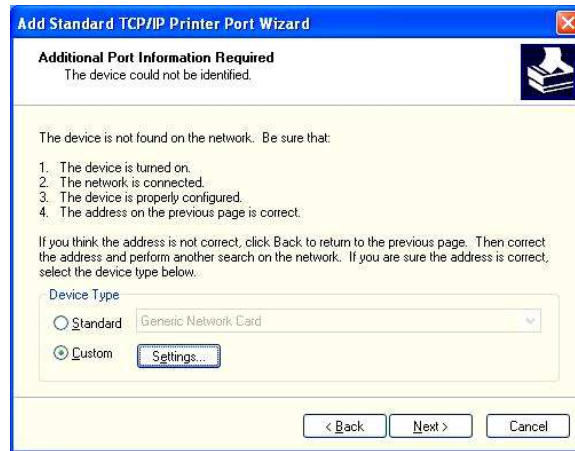 Add Standard TCP/IP Printer Port Wizard
Additional Port Information Required
The device could not be identified.
The device is not found on the network. Be sure that:
1. The device is turned on.
2. The network is connected.
3. The device is properly configured.
4. The address on the previous page is correct.
If you think the address is not correct, click Back to return to the previous page. Then correct
the address and perform another search on the network. If you are sure the address is correct,
select the device type below.
Device Type
Standard Generic Network Card
Custom Settings...
< Back Next > Cancel